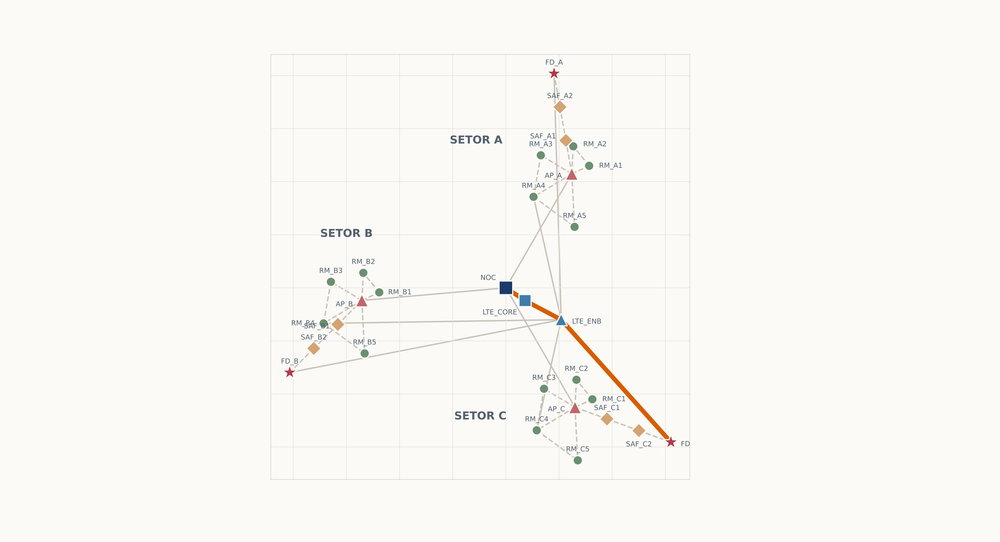 FD_A
SAF_A2
SETOR A
SAF_A1
RM_A3
RM_A2
RM_A1
AP_A
RM_A4
RM_A5
SETOR B
RM_B2
RM_B3
NOC
RM_B1
AP_B
LTE_CORE
LTE_ENB
RM_B4
SAF_B1
SAF_B2
RM_B5
FD_B
RM_C2
RM_C3
RM_C1
SAF_C1
AP_C
SETOR C
RM_C4
SAF_C2
FD
RM_C5